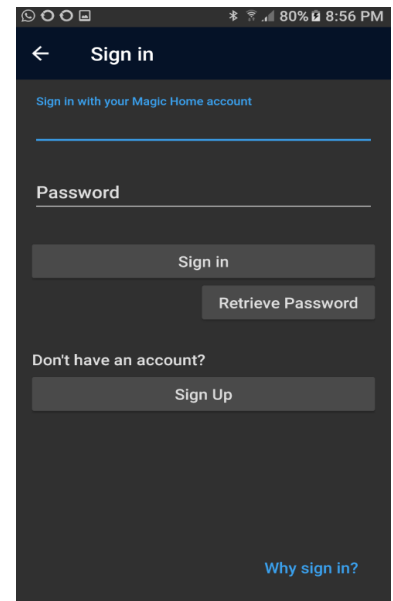 80% 8:56 PM
Sign in
Sign in with your Magic Home account
Password
Sign in
Retrieve Password
Don't have an account?
Sign Up
Why sign in?